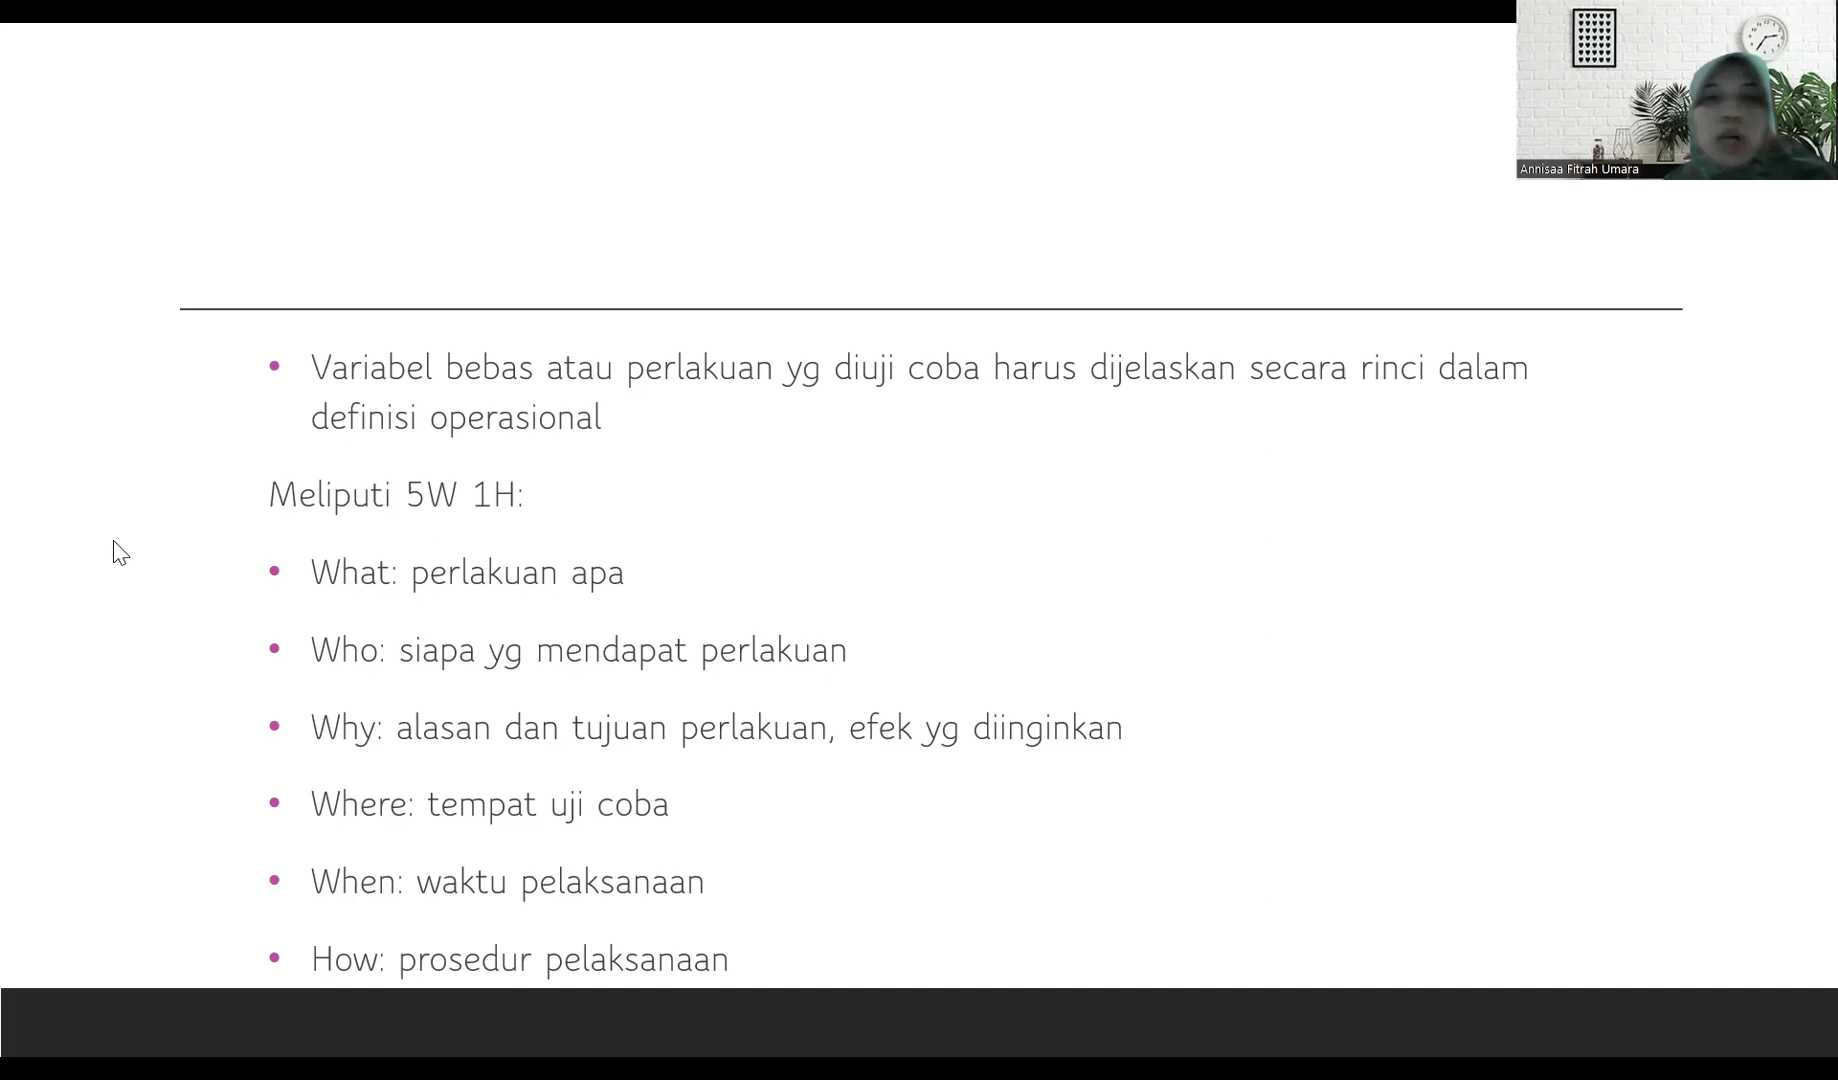 Annisaa Fitrah Umara
• Variabel bebas atau perlakuan yg diuji coba harus dijelaskan secara rinci dalam
definisi operasional
Meliputi 5W 1H:
• What: perlakuan apa
• Who: siapa yg mendapat perlakuan
• Why: alasan dan tujuan perlakuan, efek yg diinginkan
• Where: tempat uji coba
• When: waktu pelaksanaan
• How: prosedur pelaksanaan